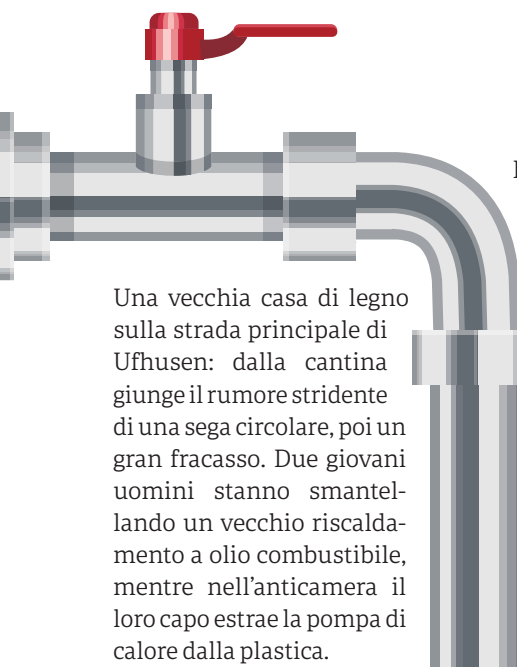 Una vecchia casa di legno
sulla strada principale di
Ufhusen: dalla cantina
giunge il rumore stridente
di una sega circolare, poi un
gran fracasso. Due giovani
uomini stanno smantel-
lando un vecchio riscalda-
mento a olio combustibile,
mentre nell’anticamera il
loro capo estrae la pompa di
calore dalla plastica.